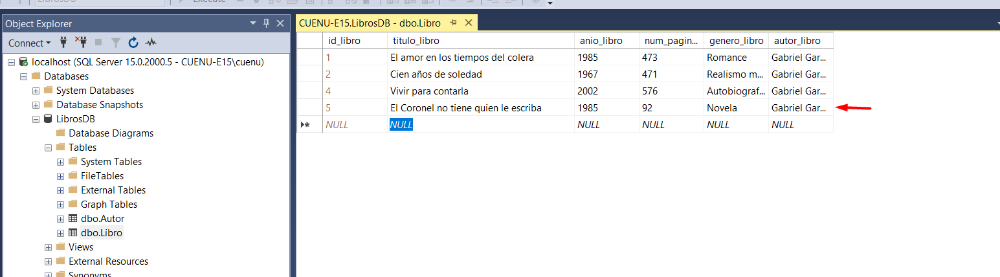 LibrosDB Execute
Object Explorer
Connect
localhost (SQL Server 15.0.2000.5 - CUENU-E15\cuenu)
Databases
System Databases
Database Snapshots
LibrosDB
Database Diagrams
Tables
System Tables
FileTables
External Tables
Graph Tables
dbo.Autor
dbo.Libro
Views
External Resources
Synonyms
CUENU-E15.LibrosDB - dbo.Libro
id_libro titulo_libro anio_libro num_pagin... genero_libro autor_libro
1 El amor en los tiempos del colera 1985 473 Romance Gabriel Gar...
2 Cien años de soledad 1967 471 Realismo m... Gabriel Gar...
4 Vivir para contarla 2002 576 Autobiograf... Gabriel Gar...
5 El Coronel no tiene quien le escriba 1985 92 Novela Gabriel Gar...
NULL NULL NULL NULL NULL NULL